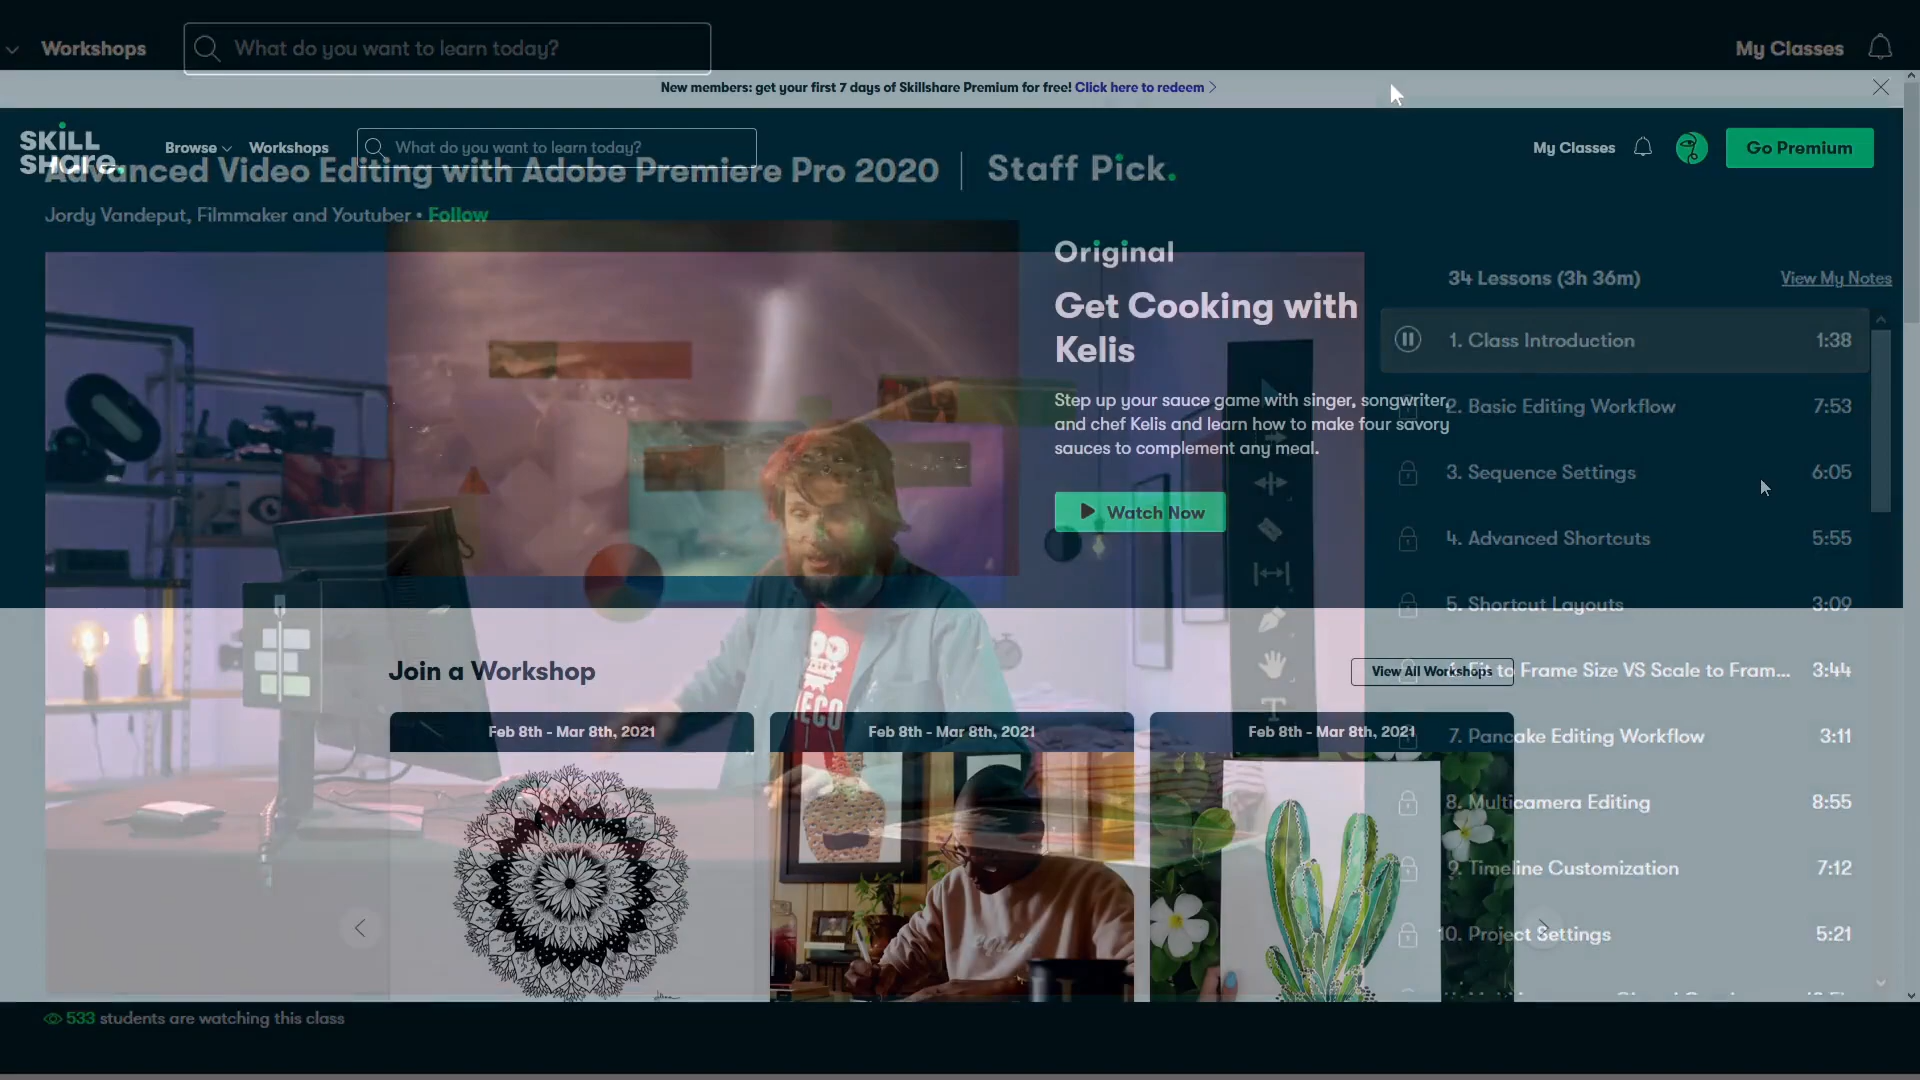 Workshops
What do you want to learn today?
My Classes
New members: get your first 7 days of Skillshare Premium for free! Click here to redeem
SKILL
SHare.
Browse
Workshops
What do you want to learn today?
My Classes
Go Premium
Advanced Video Editing with Adobe Premiere Pro 2020
Staff Pick.
Jordy Vandeput, Filmmaker and Youtuber • Follow
Original
Get Cooking with
Kelis
Step up your sauce game with singer, songwriter,
and chef Kelis and learn how to make four savory
sauces to complement any meal.
Watch Now
34 Lessons (3h 36m)
View My Notes
1. Class Introduction 1:38
2. Basic Editing Workflow 7:53
3. Sequence Settings 6:05
4. Advanced Shortcuts 5:55
5. Shortcut Layouts 3:09
Fit to Frame Size VS Scale to Fram... 3:44
7. Pancake Editing Workflow 3:11
8. Multicamera Editing 8:55
9. Timeline Customization 7:12
10. Project Settings 5:21
Join a Workshop
View All Workshops
Feb 8th - Mar 8th, 2021
Feb 8th - Mar 8th, 2021
Feb 8th - Mar 8th, 2021
533 students are watching this class